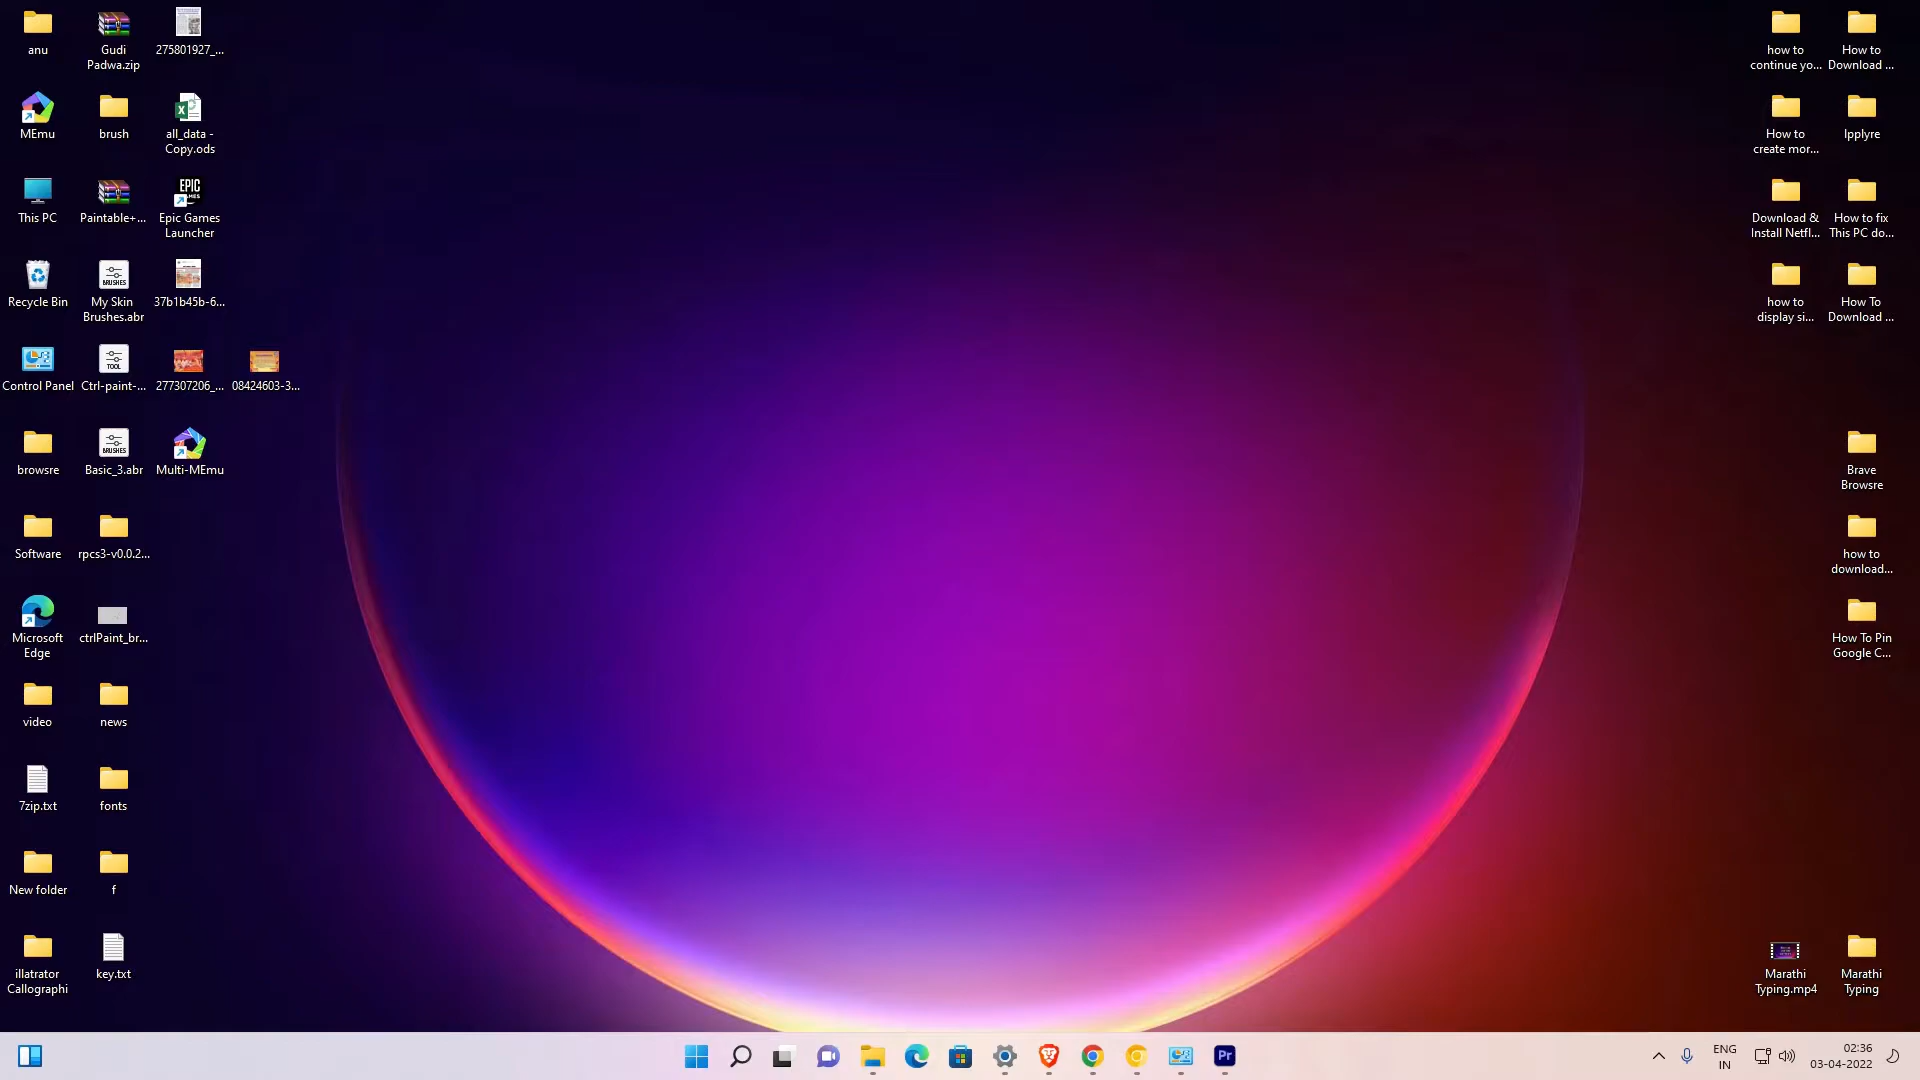 anu
Gudi
Padwa.zip
275801927_...
MEmu
brush
all_data -
Copy.ods
This PC
Paintable+...
EPIC
GAMES
Epic Games
Launcher
Recycle Bin
BRUSHES
My Skin
Brushes.abr
37b1b45b-6...
Control Panel
TOOL
Ctrl-paint-...
277307206_...
08424603-3...
browsre
BRUSHES
Basic_3.abr
Multi-MEmu
Software
rpcs3-v0.0.2...
Microsoft
Edge
ctrlPaint_br...
video
news
7zip.txt
fonts
New folder
f
illatrator
Callographi
key.txt
how to
continue yo...
How to
Download ...
How to
create mor...
Ipplyre
Download &
Install Netfl...
How to fix
This PC do...
how to
display si...
How To
Download ...
Brave
Browsre
how to
download...
How To Pin
Google C...
Marathi
Typing.mp4
Marathi
Typing
Pr
ENG
IN
02:36
03-04-2022